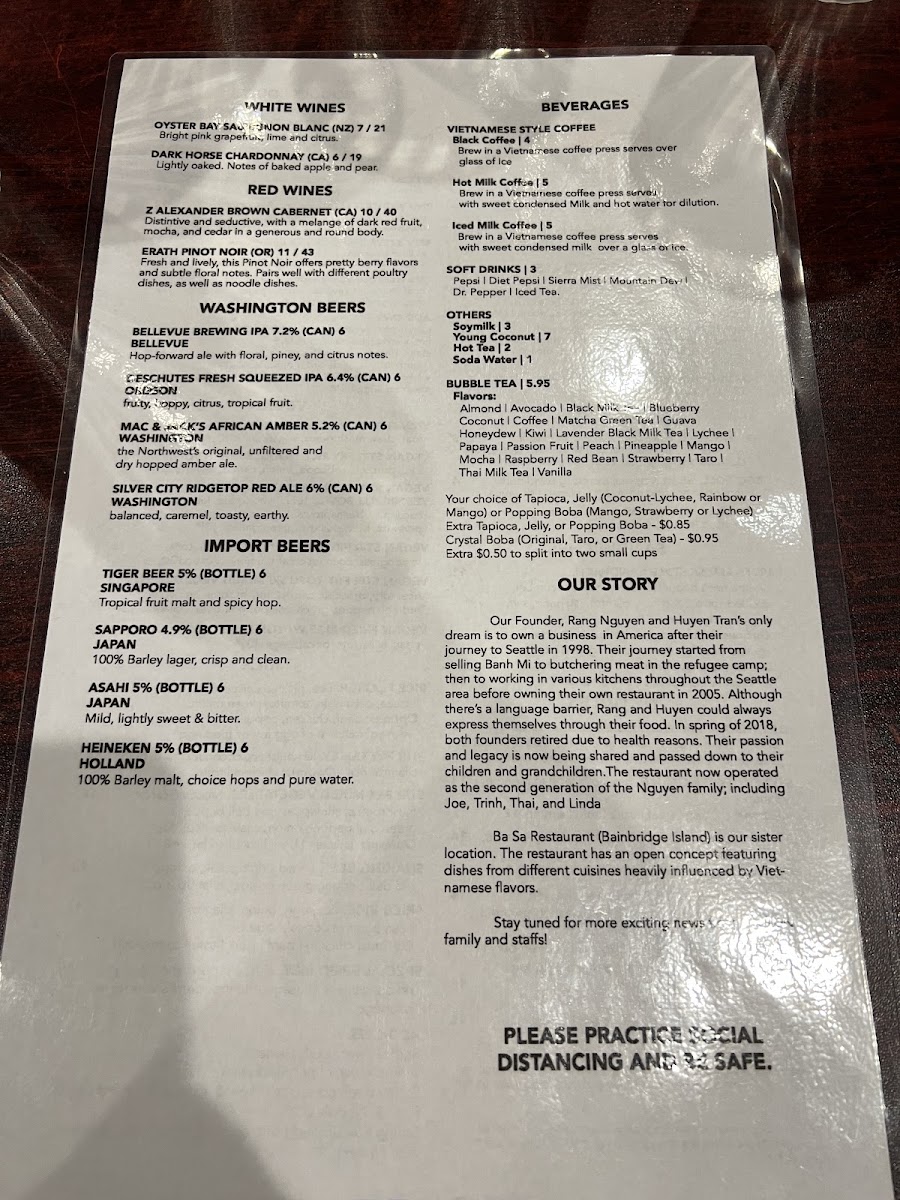 WHITE WINES
OYSTER BAY SAUVIGNON BLANC (NZ) 7 / 21
Bright pink grapefruit, lime and citrus.
DARK HORSE CHARDONNAY (CA) 6 / 19
Lightly oaked. Notes of baked apple and pear.
RED WINES
Z ALEXANDER BROWN CABERNET (CA) 10 / 40
Distintive and seductive, with a melange of dark red fruit,
mocha, and cedar in a generous and round body.
ERATH PINOT NOIR (OR) 11 / 43
Fresh and lively, this Pinot Noir offers pretty berry flavors
and subtle floral notes. Pairs well with different poultry
dishes, as well as noodle dishes.
WASHINGTON BEERS
BELLEVUE BREWING IPA 7.2% (CAN) 6
BELLEVUE
Hop-forward ale with floral, piney, and citrus notes.
DESCHUTES FRESH SQUEEZED IPA 6.4% (CAN) 6
OREGON
fruity, hoppy, citrus, tropical fruit.
MAC & JACK'S AFRICAN AMBER 5.2% (CAN) 6
WASHINGTON
the Northwest's original, unfiltered and
dry hopped amber ale.
SILVER CITY RIDGETOP RED ALE 6% (CAN) 6
WASHINGTON
balanced, caremel, toasty, earthy.
IMPORT BEERS
TIGER BEER 5% (BOTTLE) 6
SINGAPORE
Tropical fruit malt and spicy hop.
SAPPORO 4.9% (BOTTLE) 6
JAPAN
100% Barley lager, crisp and clean.
ASAHI 5% (BOTTLE) 6
JAPAN
Mild, lightly sweet & bitter.
HEINEKEN 5% (BOTTLE) 6
HOLLAND
100% Barley malt, choice hops and pure water.
BEVERAGES
VIETNAMESE STYLE COFFEE
Black Coffee | 4
Brew in a Vietnamese coffee press serves over
glass of Ice
Hot Milk Coffee | 5
Brew in a Vietnamese coffee press serves
with sweet condensed Milk and hot water for dilution.
Iced Milk Coffee | 5
Brew in a Vietnamese coffee press serves
with sweet condensed milk over a glass of ice.
SOFT DRINKS | 3
Pepsi | Diet Pepsi | Sierra Mist | Mountain Dew |
Dr. Pepper | Iced Tea.
OTHERS
Soymilk | 3
Young Coconut | 7
Hot Tea | 2
Soda Water | 1
BUBBLE TEA | 5.95
Flavors:
Almond | Avocado | Black Milk Tea | Blueberry
Coconut | Coffee | Matcha Green Tea | Guava
Honeydew | Kiwi | Lavender Black Milk Tea | Lychee |
Papaya | Passion Fruit | Peach | Pineapple | Mango |
Mocha | Raspberry | Red Bean | Strawberry | Taro |
Thai Milk Tea | Vanilla
Your choice of Tapioca, Jelly (Coconut-Lychee, Rainbow or
Mango) or Popping Boba (Mango, Strawberry or Lychee)
Extra Tapioca, Jelly, or Popping Boba - $0.85
Crystal Boba (Original, Taro, or Green Tea) - $0.95
Extra $0.50 to split into two small cups
OUR STORY
Our Founder, Rang Nguyen and Huyen Tran's only
dream is to own a business in America after their
journey to Seattle in 1998. Their journey started from
selling Banh Mi to butchering meat in the refugee camp;
then to working in various kitchens throughout the Seattle
area before owning their own restaurant in 2005. Although
there's a language barrier, Rang and Huyen could always
express themselves through their food. In spring of 2018,
both founders retired due to health reasons. Their passion
and legacy is now being shared and passed down to their
children and grandchildren.The restaurant now operated
as the second generation of the Nguyen family; including
Joe, Trinh, Thai, and Linda
Ba Sa Restaurant (Bainbridge Island) is our sister
location. The restaurant has an open concept featuring
dishes from different cuisines heavily influenced by Viet-
namese flavors.
Stay tuned for more exciting news
family and staffs!
PLEASE PRACTICE SOCIAL
DISTANCING AND BE SAFE.